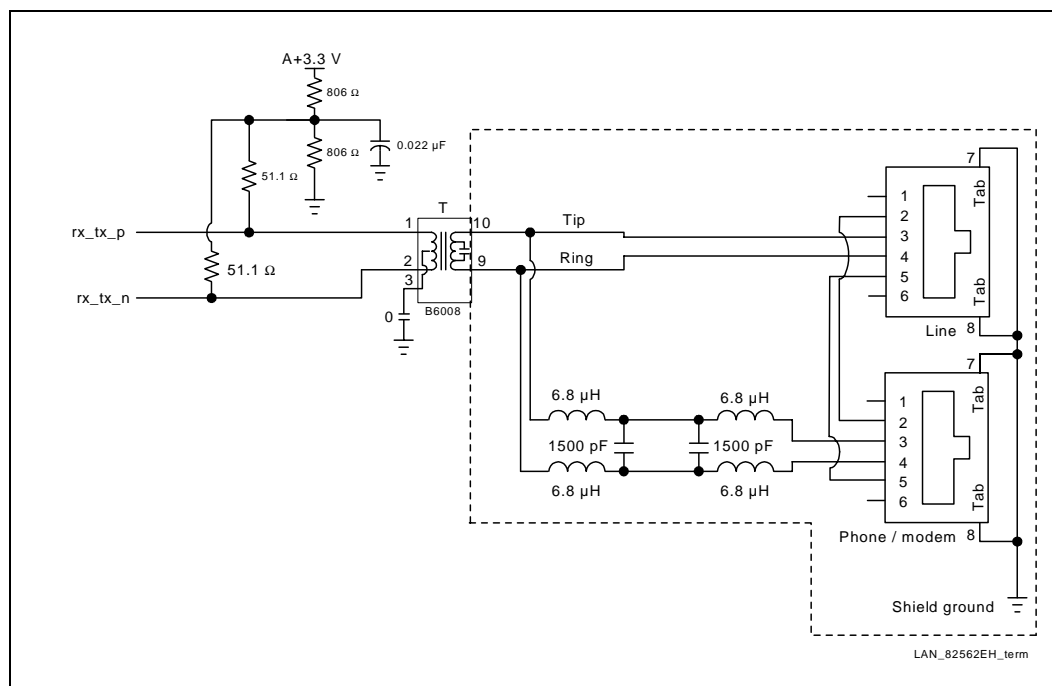 A+3.3 V
806 Ω
806 Ω
0.022 µF
51.1 Ω
rx_tx_p
51.1 Ω
rx_tx_n
T
1
10
2
9
3
0
B6008
Tip
Ring
7
Tab
1
2
3
4
5
6
Tab
Line 8
7
Tab
1
2
3
4
5
6
Tab
Phone / modem 8
6.8 µH
6.8 µH
1500 pF
1500 pF
6.8 µH
6.8 µH
Shield ground
LAN_82562EH_term